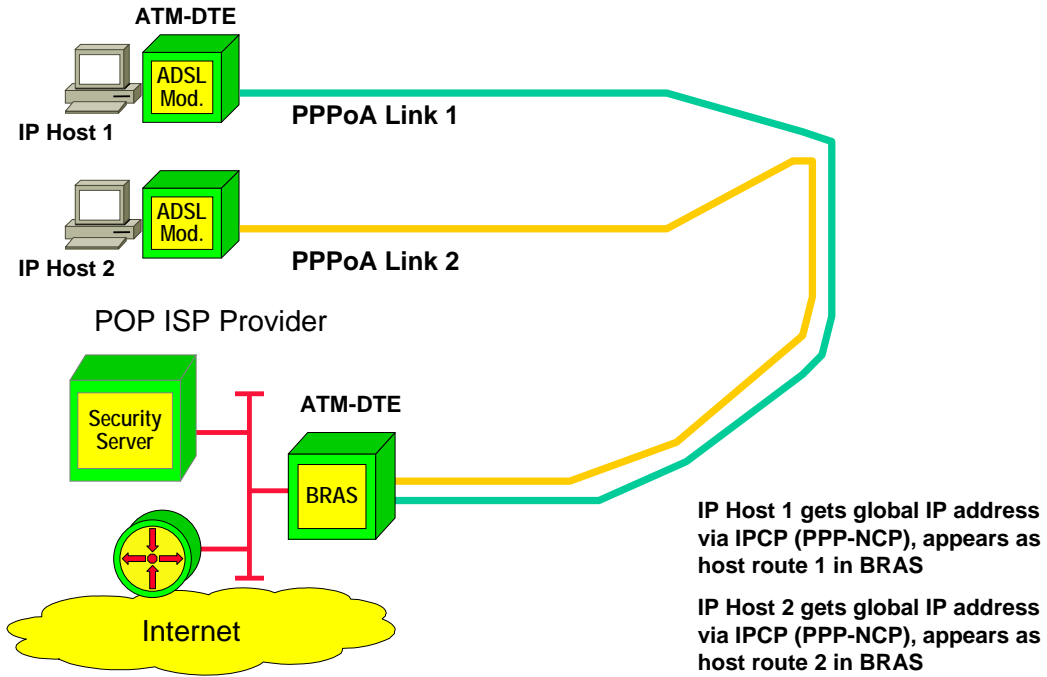 ATM-DTE
ADSL
Mod.
IP Host 1
PPPoA Link 1
ADSL
Mod.
IP Host 2
PPPoA Link 2
POP ISP Provider
Security
Server
ATM-DTE
BRAS
Internet
IP Host 1 gets global IP address
via IPCP (PPP-NCP), appears as
host route 1 in BRAS
IP Host 2 gets global IP address
via IPCP (PPP-NCP), appears as
host route 2 in BRAS